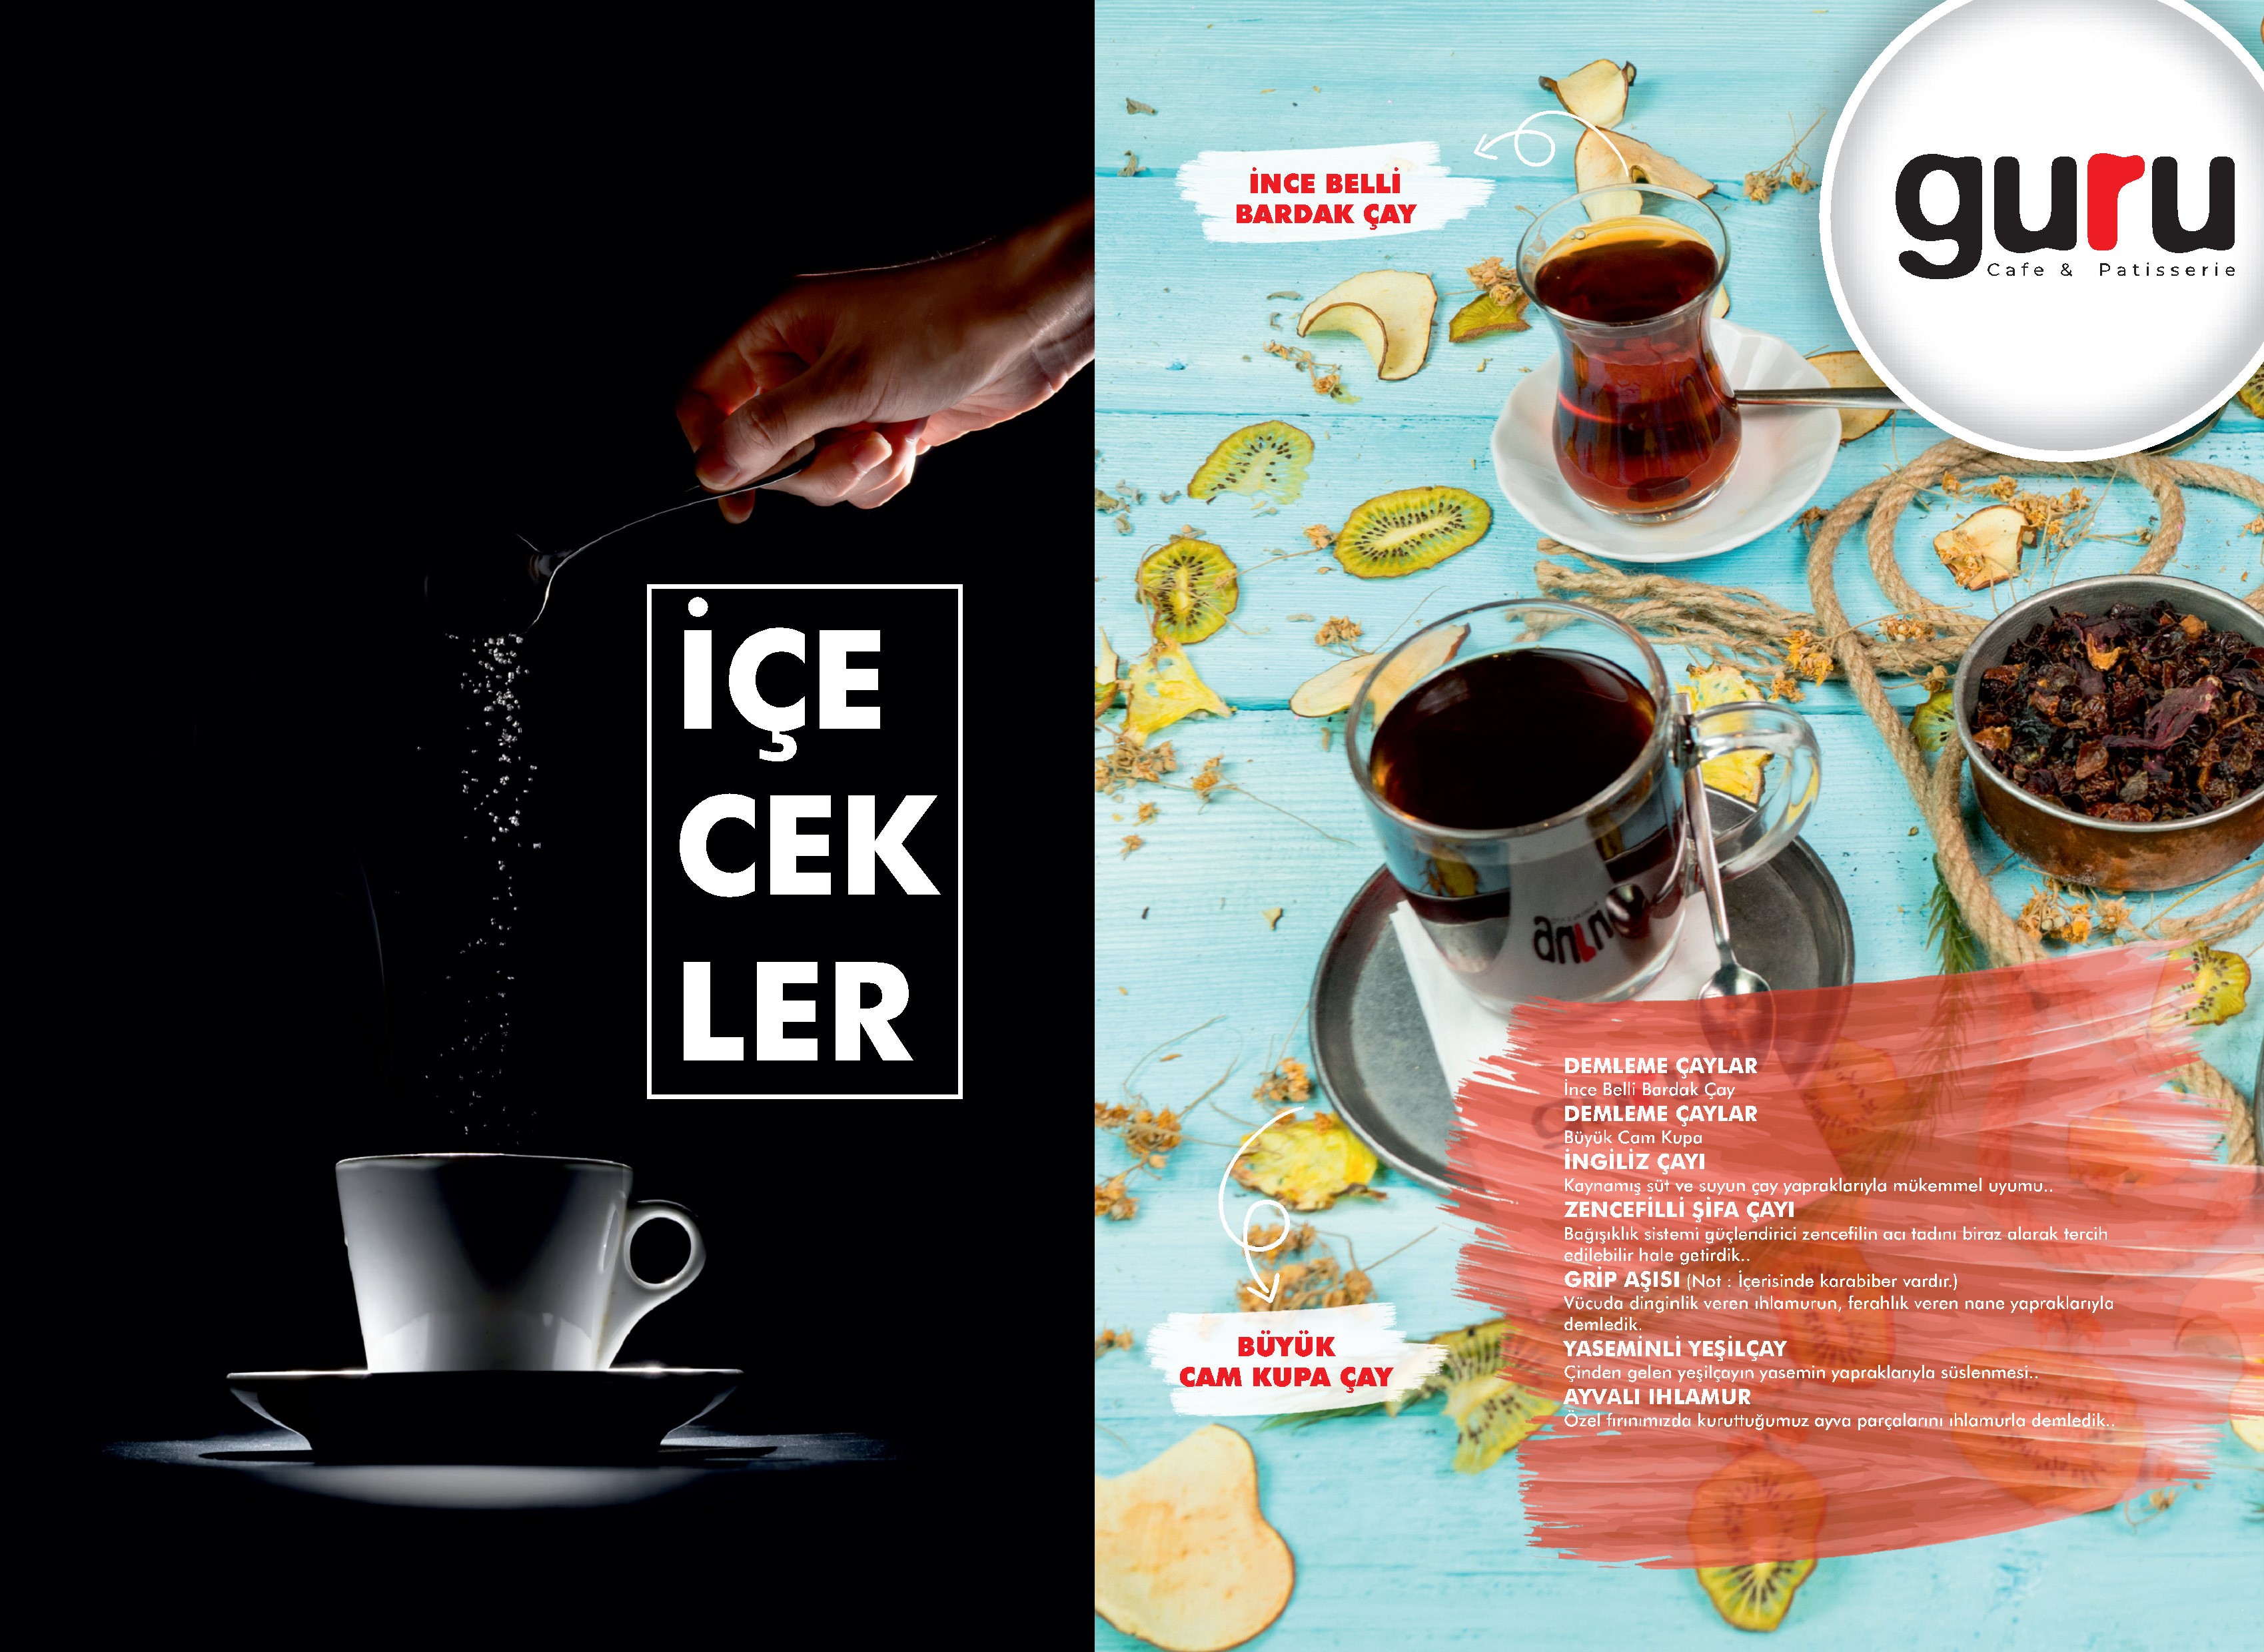 İÇE
CEK
LER
İNCE BELLİ
BARDAK ÇAY
guru
Cafe & Patisserie
guru
DEMLEME ÇAYLAR
İnce Belli Bardak Çay
DEMLEME ÇAYLAR
Büyük Cam Kupa
İNGİLİZ ÇAYI
Kaynamış süt ve suyun çay yapraklarıyla mükemmel uyumu..
ZENCEFİLLİ ŞİFA ÇAYI
Bağışıklık sistemi güçlendirici zencefilin acı tadını biraz alarak tercih
edilebilir hale getirdik..
GRİP AŞISI (Not : İçerisinde karabiber vardır.)
Vücuda dinginlik veren ıhlamurun, ferahlık veren nane yapraklarıyla
demledik.
YASEMİNLİ YEŞİLÇAY
Çinden gelen yeşilçayın yasemin yapraklarıyla süslenmesi..
AYVALI IHLAMUR
Özel fırınımızda kuruttuğumuz ayva parçalarını ıhlamurla demledik..
BÜYÜK
CAM KUPA ÇAY